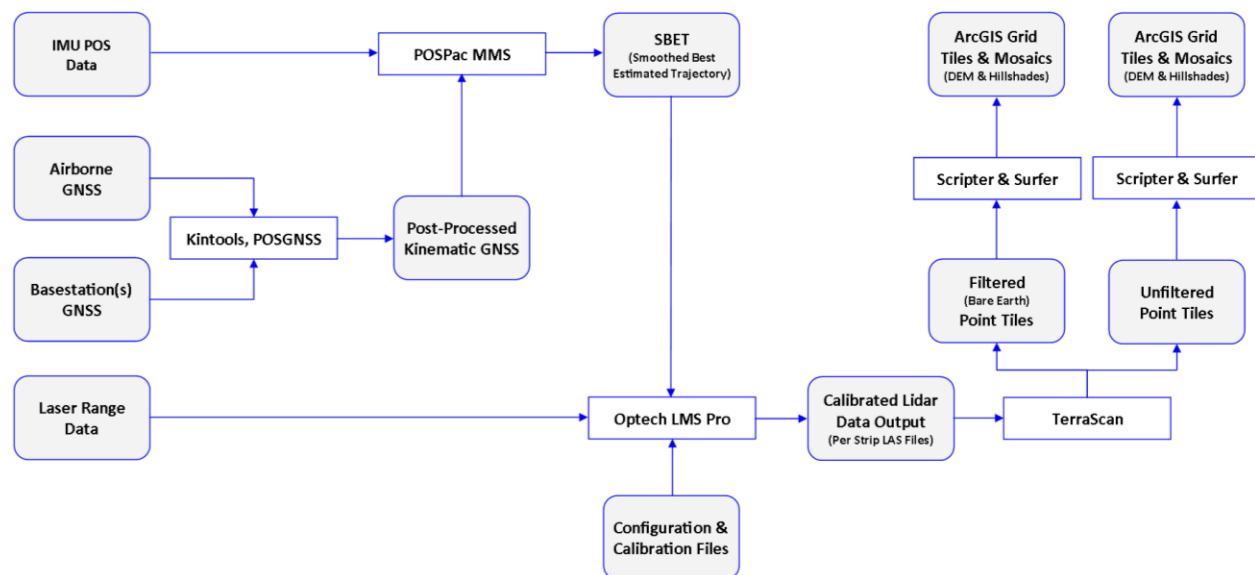 IMU POS
Data
POSPac MMS
SBET
(Smoothed Best
Estimated Trajectory)
ArcGIS Grid
Tiles & Mosaics
(DEM & Hillshades)
ArcGIS Grid
Tiles & Mosaics
(DEM & Hillshades)
Airborne
GNSS
Scripter & Surfer
Scripter & Surfer
Kintools, POSGNSS
Post-Processed
Kinematic GNSS
Basestation(s)
GNSS
Filtered
(Bare Earth)
Point Tiles
Unfiltered
Point Tiles
Laser Range
Data
Optech LMS Pro
Calibrated Lidar
Data Output
(Per Strip LAS Files)
TerraScan
Configuration &
Calibration Files